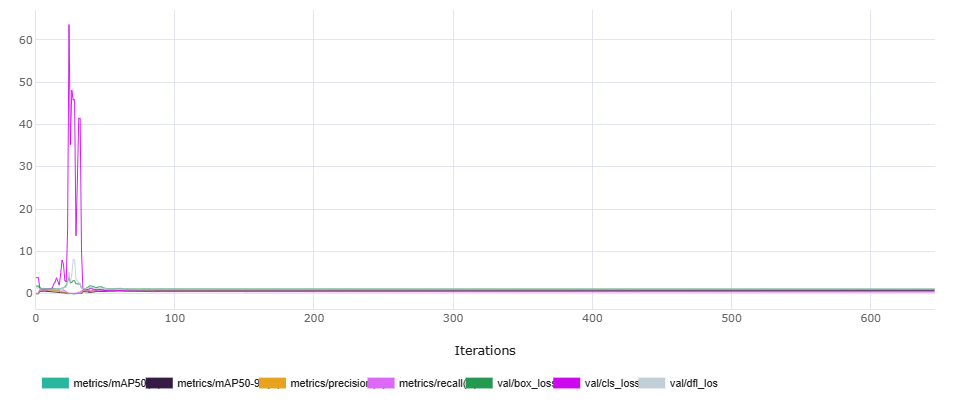 60
50
40
30
20
10
0
0 100 200 300 400 500 600
Iterations
metrics/mAP50 metrics/mAP50-9 metrics/precision metrics/recall( val/box_loss val/cls_loss val/dfl_los